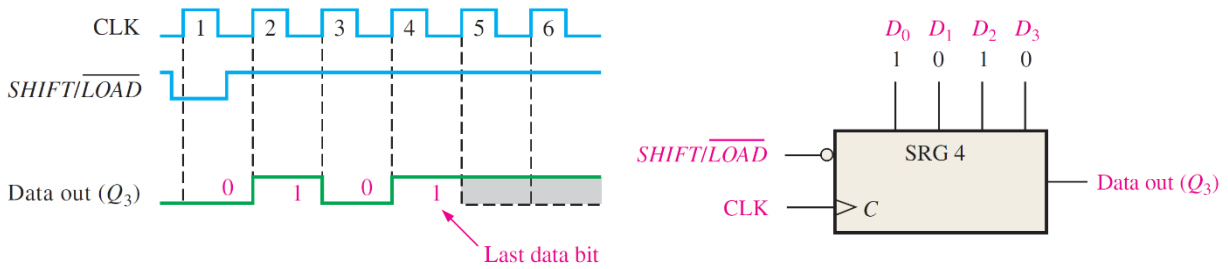 CLK 1 2 3 4 5 6
SHIFT/LOAD
Data out (Q3) 0 1 0 1
Last data bit
D0 D1 D2 D3
1 0 1 0
SHIFT/LOAD SRG 4
Data out (Q3)
CLK C